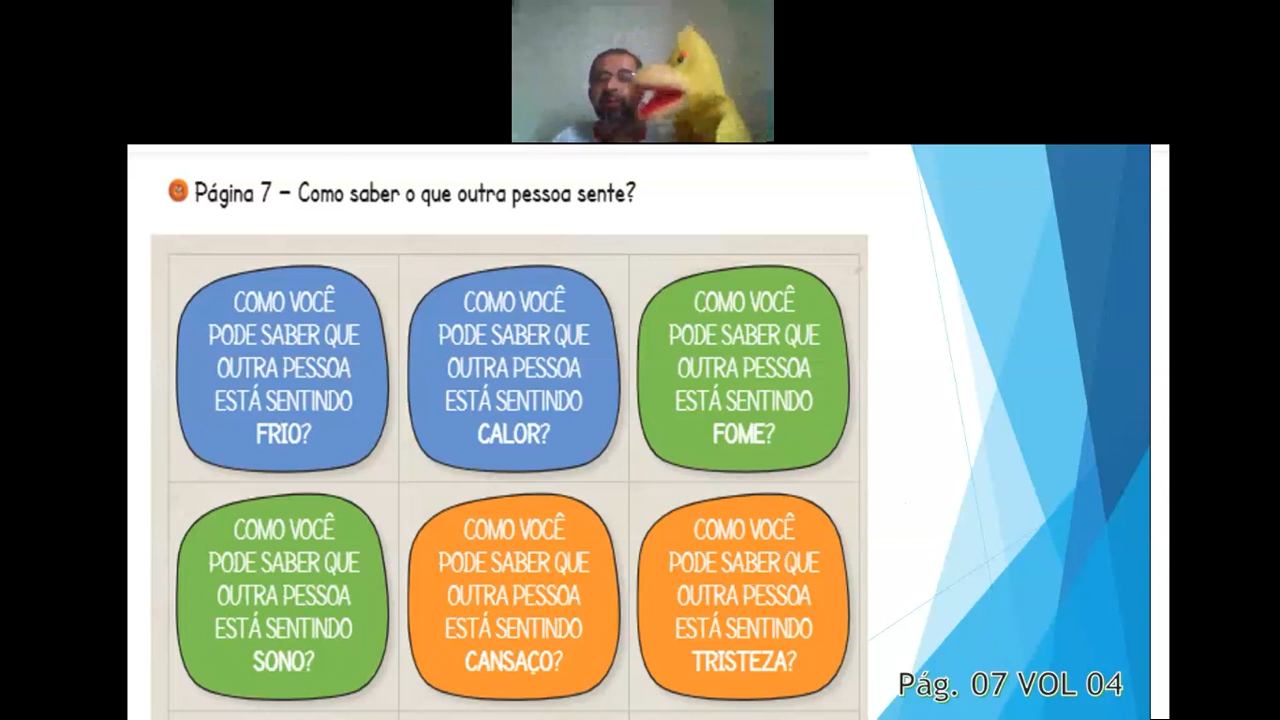 Página 7 – Como saber o que outra pessoa sente?
COMO VOCÊ
PODE SABER QUE
OUTRA PESSOA
ESTÁ SENTINDO
FRIO?
COMO VOCÊ
PODE SABER QUE
OUTRA PESSOA
ESTÁ SENTINDO
CALOR?
COMO VOCÊ
PODE SABER QUE
OUTRA PESSOA
ESTÁ SENTINDO
FOME?
COMO VOCÊ
PODE SABER QUE
OUTRA PESSOA
ESTÁ SENTINDO
SONO?
COMO VOCÊ
PODE SABER QUE
OUTRA PESSOA
ESTÁ SENTINDO
CANSAÇO?
COMO VOCÊ
PODE SABER QUE
OUTRA PESSOA
ESTÁ SENTINDO
TRISTEZA?
Pág. 07 VOL 04